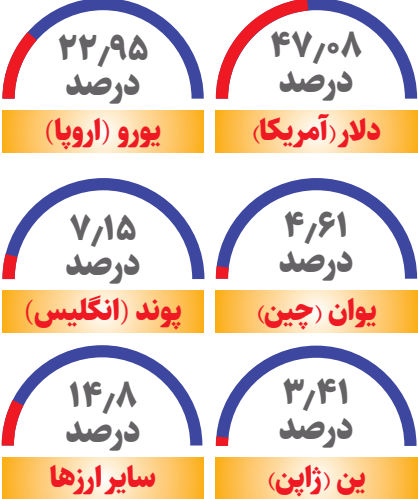 ۴۷٫۰۸
درصد
دلار (آمریکا)
۲۲٫۹۵
درصد
یورو (اروپا)
۴٫۶۱
درصد
یوان (چین)
۷٫۱۵
درصد
پوند (انگلیس)
۳٫۴۱
درصد
ین (ژاپن)
۱۴٫۸
درصد
سایر ارزها